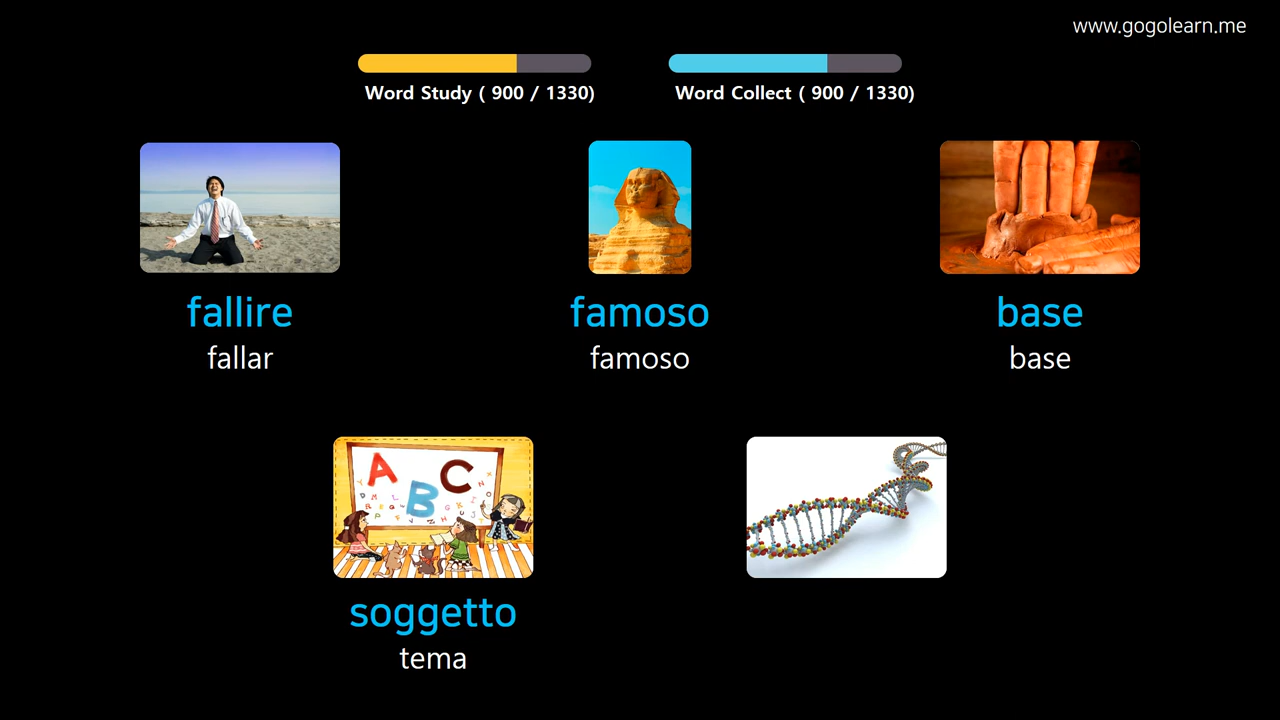 www.gogolearn.me
Word Study ( 900 / 1330)
Word Collect ( 900 / 1330)
fallire
fallar
famoso
famoso
base
base
A B C
soggetto
tema